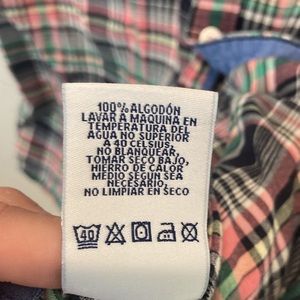 100% ALGODÓN
LAVAR A MAQUINA EN
TEMPERATURA DEL
AGUA NO SUPERIOR
A 40 CELSIUS,
NO BLANQUEAR,
TOMAR SECO BAJO,
HIERRO DE CALOR
MEDIO SEGÚN SEA
NECESARIO,
NO LIMPIAR EN SECO
40